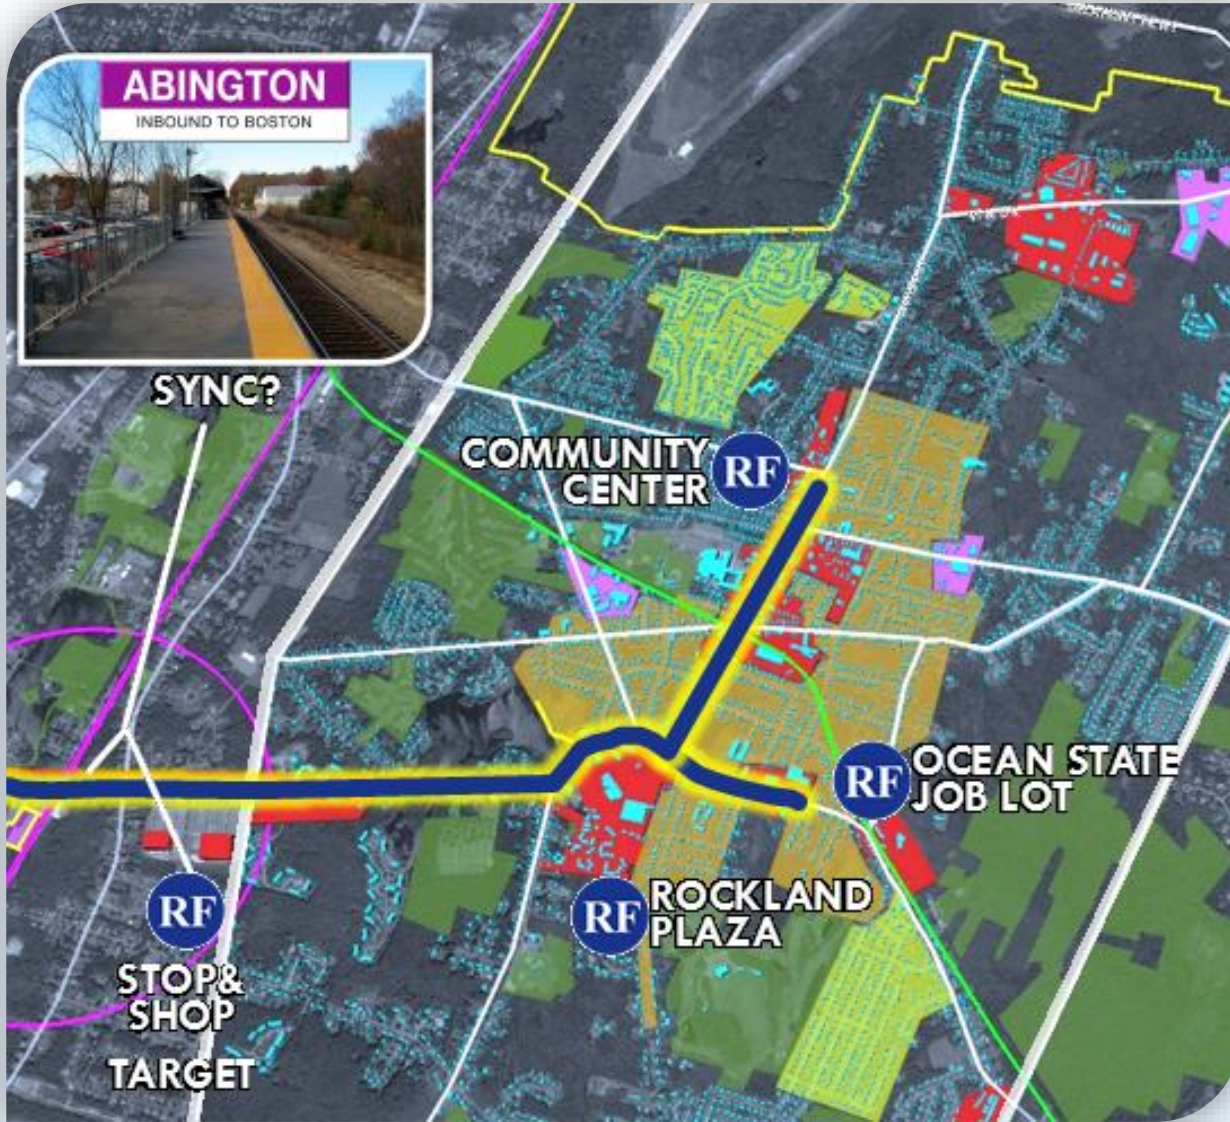 ABINGTON
INBOUND TO BOSTON
SYNC?
COMMUNITY
CENTER
RF
RF
OCEAN STATE
JOB LOT
RF
ROCKLAND
PLAZA
RF
STOP&
SHOP
TARGET